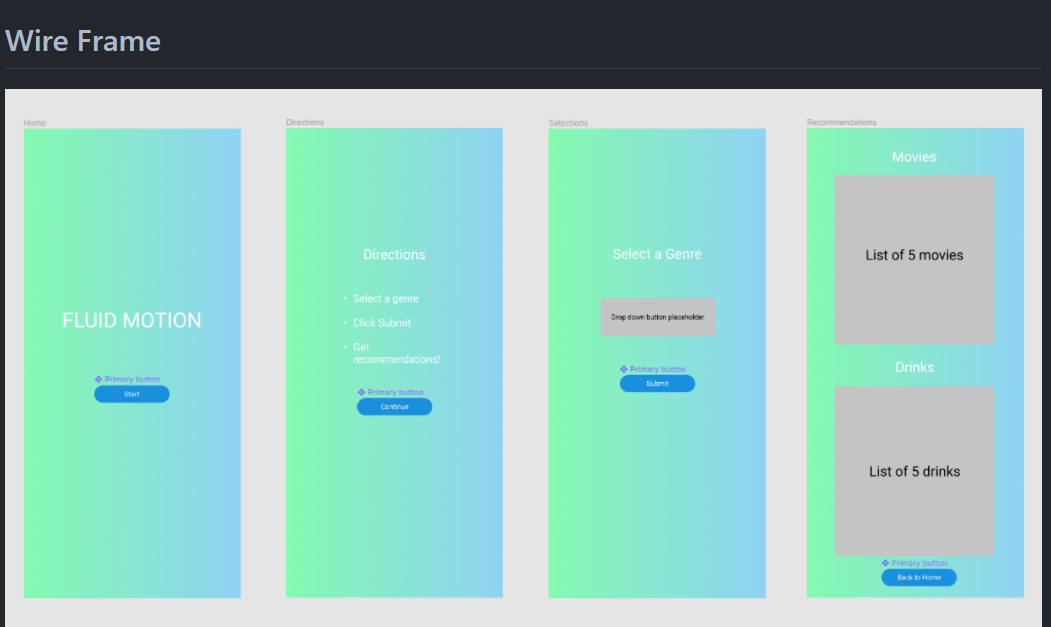 Wire Frame
Home
FLUID MOTION
Primary button
Start
Directions
Directions
• Select a genre
• Click Submit
• Get
recommendations!
Primary button
Continue
Selections
Select a Genre
Drop down button placeholder
Primary button
Submit
Recommendations
Movies
List of 5 movies
Drinks
List of 5 drinks
Primary button
Back to Home